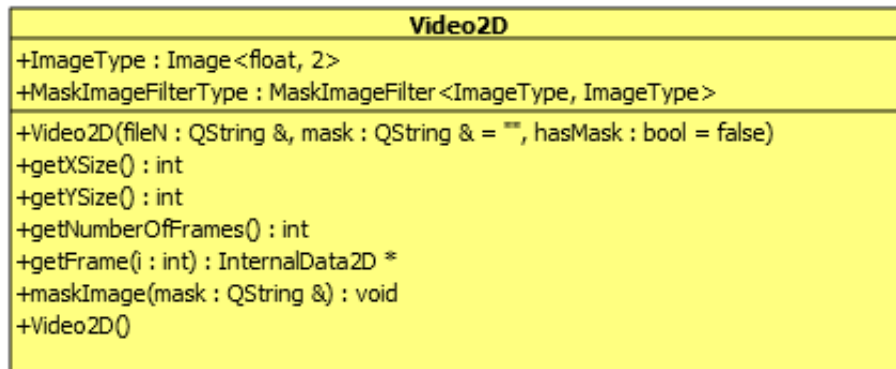 Video2D
+ImageType : Image<float, 2>
+MaskImageFilterType : MaskImageFilter<ImageType, ImageType>
+Video2D(fileN : QString &, mask : QString & = "", hasMask : bool = false)
+getXSize() : int
+getYSize() : int
+getNumberOfFrames() : int
+getFrame(i : int) : InternalData2D *
+maskImage(mask : QString &) : void
+Video2D()